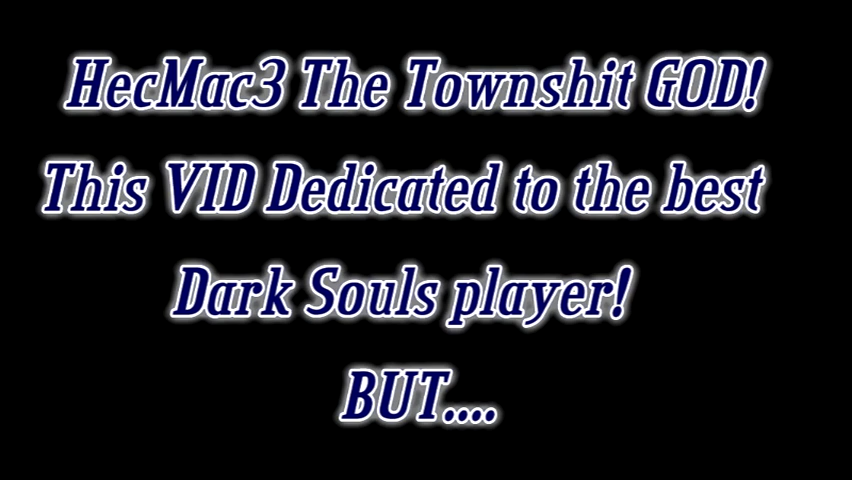 HecMac3 The Townshit GOD!
This VID Dedicated to the best
Dark Souls player!
BUT....